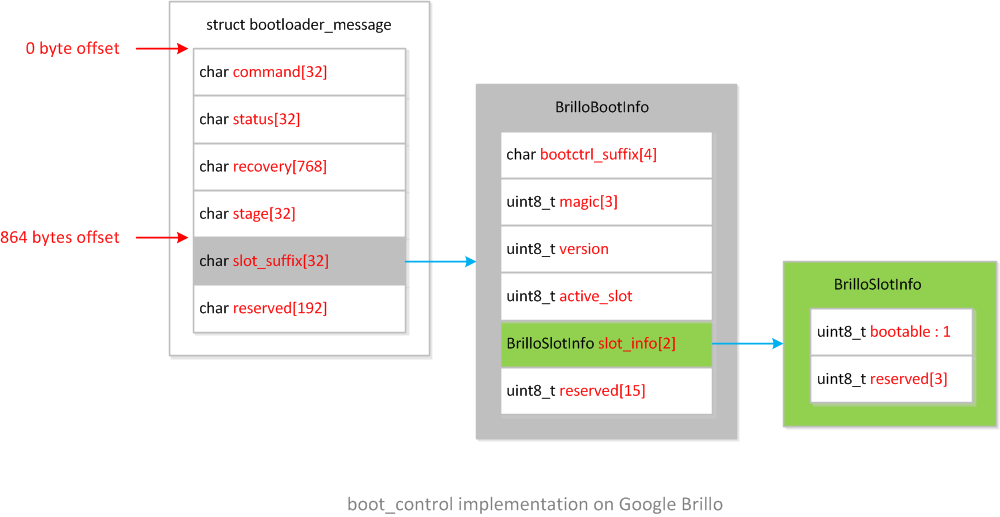 struct bootloader_message
0 byte offset
char command[32]
char status[32]
char recovery[768]
char stage[32]
864 bytes offset
char slot_suffix[32]
char reserved[192]
BrilloBootInfo
char bootctrl_suffix[4]
uint8_t magic[3]
uint8_t version
uint8_t active_slot
BrilloSlotInfo slot_info[2]
uint8_t reserved[15]
BrilloSlotInfo
uint8_t bootable : 1
uint8_t reserved[3]
boot_control implementation on Google Brillo